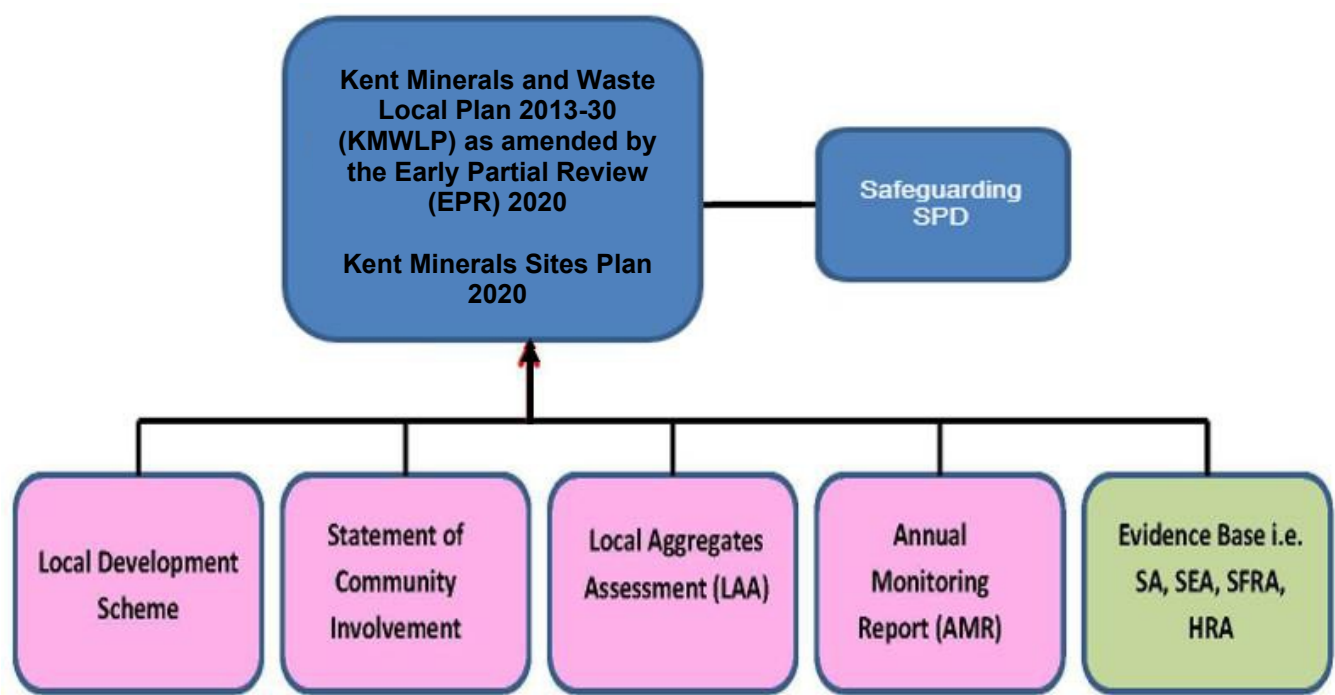 Kent Minerals and Waste
Local Plan 2013-30
(KMWLP) as amended by
the Early Partial Review
(EPR) 2020
Kent Minerals Sites Plan
2020
Safeguarding
SPD
Local Development
Scheme
Statement of
Community
Involvement
Local Aggregates
Assessment (LAA)
Annual
Monitoring
Report (AMR)
Evidence Base i.e.
SA, SEA, SFRA,
HRA